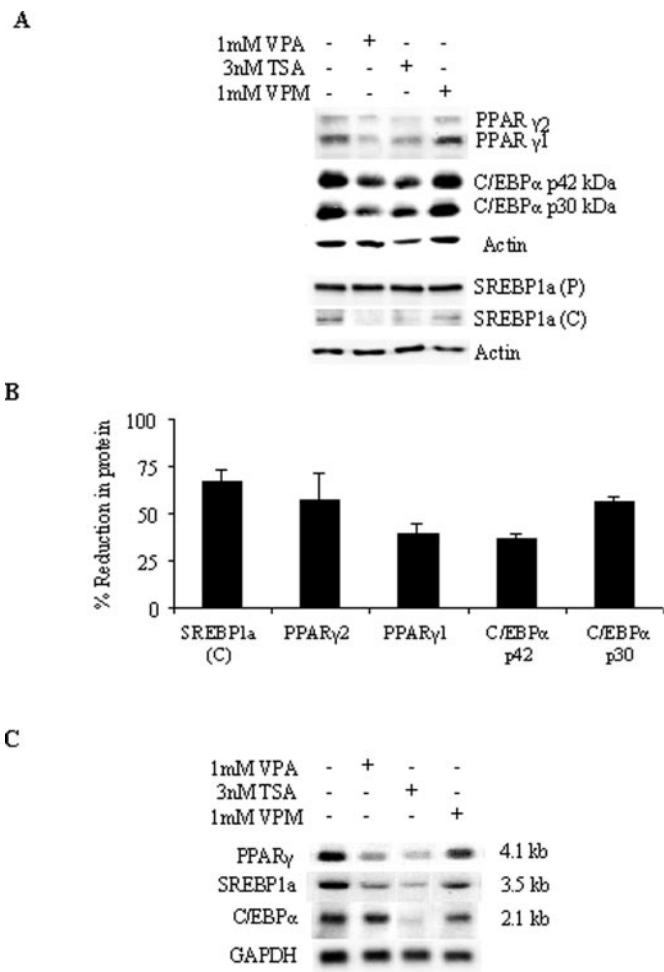 A
1mM VPA - + - -
3nM TSA - - + -
1mM VPM - - - +
PPAR γ2
PPAR γ1
C/EBPα p42 kDa
C/EBPα p30 kDa
Actin
SREBP1a (P)
SREBP1a (C)
Actin
B
% Reduction in protein
100
75
50
25
0
SREBP1a (C)
PPARγ2
PPARγ1
C/EBPα p42
C/EBPα p30
C
1mM VPA - + - -
3nM TSA - - + -
1mM VPM - - - +
PPARγ 4.1 kb
SREBP1a 3.5 kb
C/EBPα 2.1 kb
GAPDH